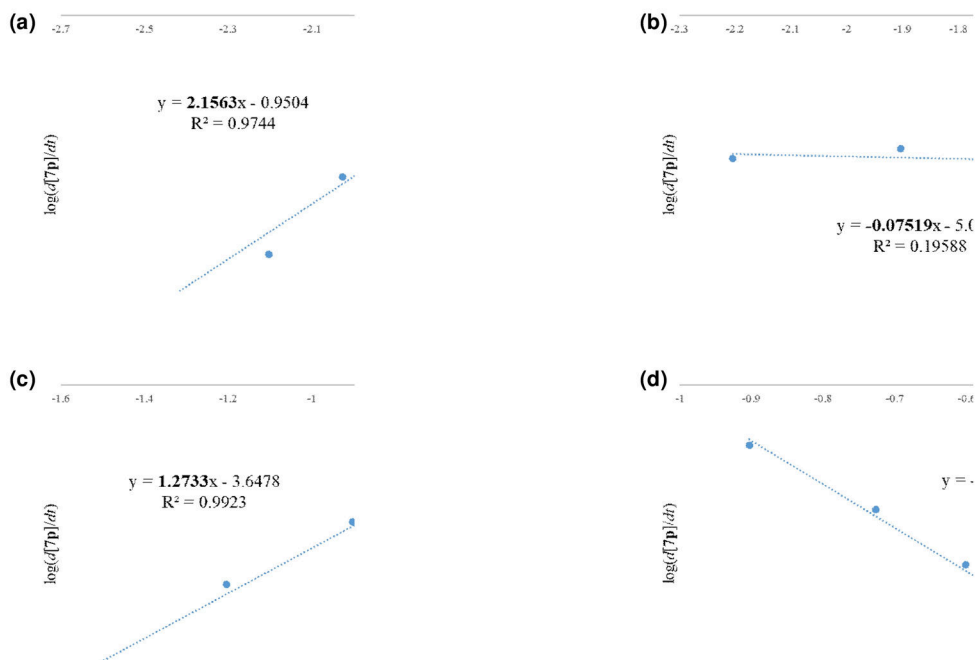 (a)
-2.7 -2.5 -2.3 -2.1
y = 2.1563x - 0.9504
R² = 0.9744
log(d[7p]/dt)
(b)
-2.3 -2.2 -2.1 -2 -1.9 -1.8
log(d[7p]/dt)
y = -0.07519x - 5.0
R² = 0.19588
(c)
-1.6 -1.4 -1.2 -1
y = 1.2733x - 3.6478
R² = 0.9923
log(d[7p]/dt)
(d)
-1 -0.9 -0.8 -0.7 -0.6
y = -
log(d[7p]/dt)